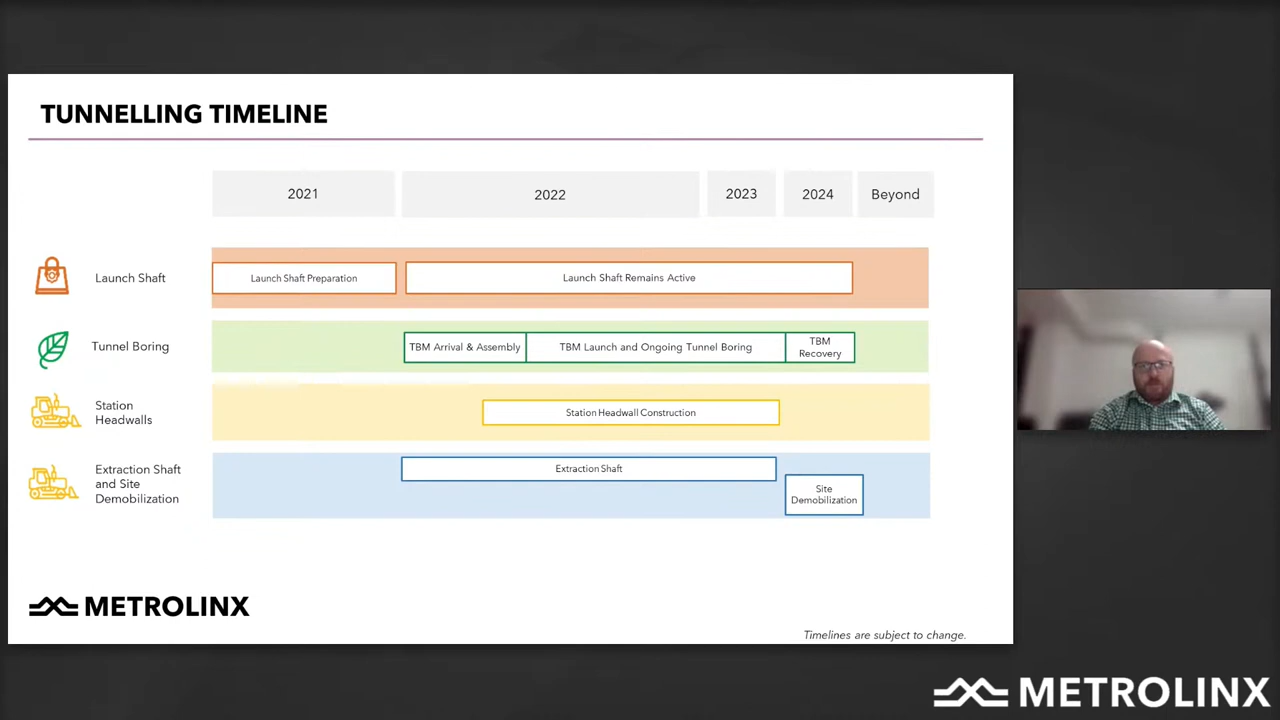 TUNNELLING TIMELINE
2021
2022
2023
2024
Beyond
Launch Shaft
Launch Shaft Preparation
Launch Shaft Remains Active
Tunnel Boring
TBM Arrival & Assembly
TBM Launch and Ongoing Tunnel Boring
TBM
Recovery
Station
Headwalls
Station Headwall Construction
Extraction Shaft
and Site
Demobilization
Extraction Shaft
Site
Demobilization
METROLINX
Timelines are subject to change.
METROLINX